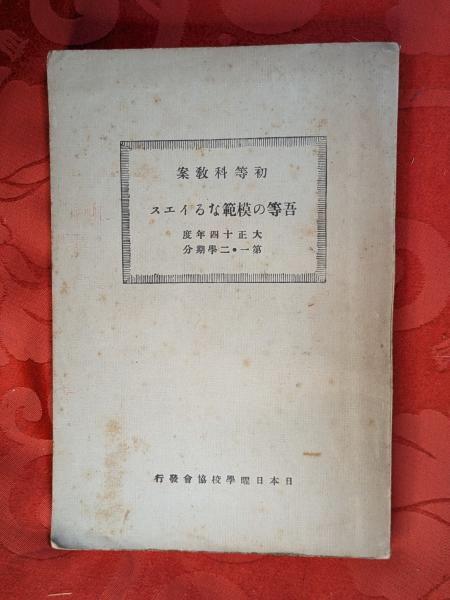 初等科教案
吾等の模範なるイエス
大正十四年度
第一・二學期分
日本日曜學校協會發行